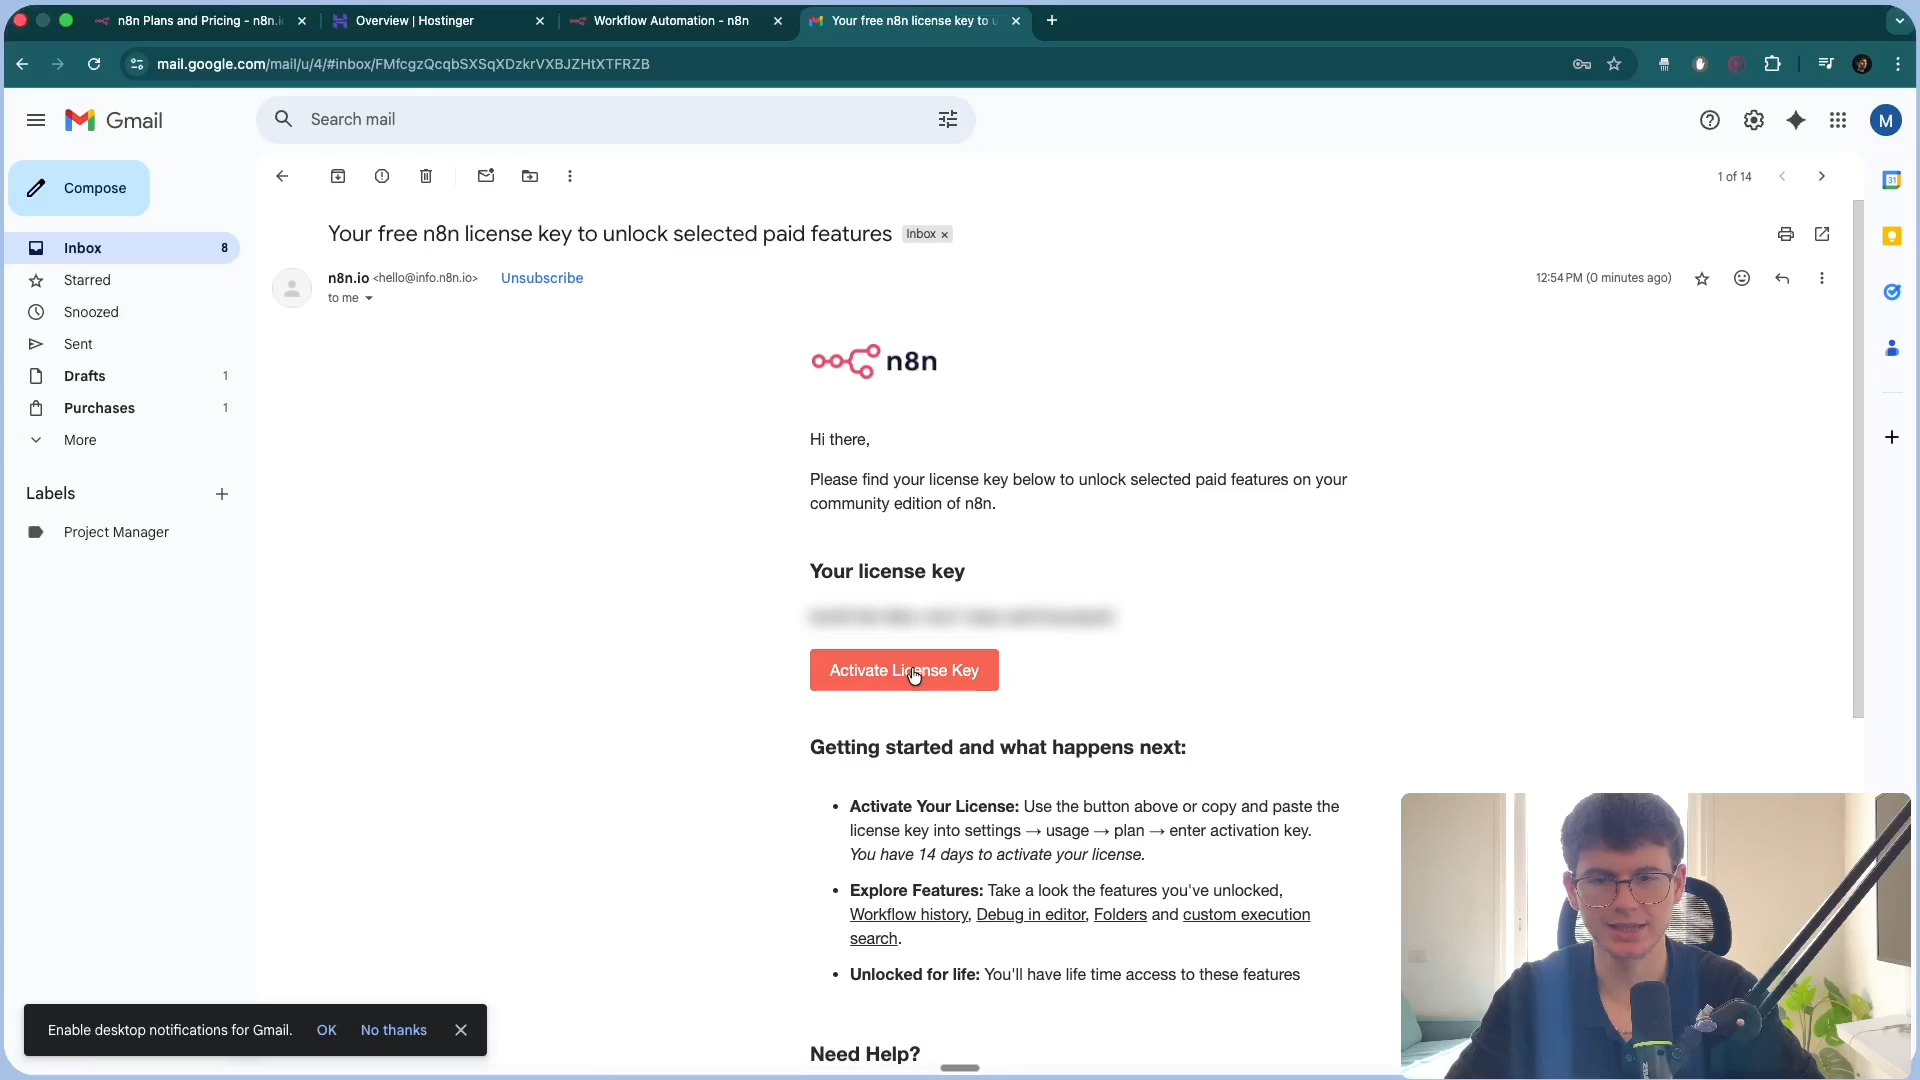 n8n Plans and Pricing - n8n.i
Overview | Hostinger
Workflow Automation - n8n
Your free n8n license key to u
mail.google.com/mail/u/4/#inbox/FMfcgzQcqbSXSqXDzkrVXBJZHtXTFRZB
Gmail
Search mail
M
Compose
1 of 14
31
Your free n8n license key to unlock selected paid features
Inbox ×
Inbox 8
n8n.io <hello@info.n8n.io> Unsubscribe
12:54 PM (0 minutes ago)
to me
Starred
Snoozed
Sent
Drafts 1
Purchases 1
More
Labels
Project Manager
n8n
Hi there,
Please find your license key below to unlock selected paid features on your
community edition of n8n.
Your license key
Activate License Key
Getting started and what happens next:
• Activate Your License: Use the button above or copy and paste the
license key into settings → usage → plan → enter activation key.
You have 14 days to activate your license.
• Explore Features: Take a look the features you've unlocked,
Workflow history, Debug in editor, Folders and custom execution
search.
• Unlocked for life: You'll have life time access to these features
Need Help?
Enable desktop notifications for Gmail. OK No thanks